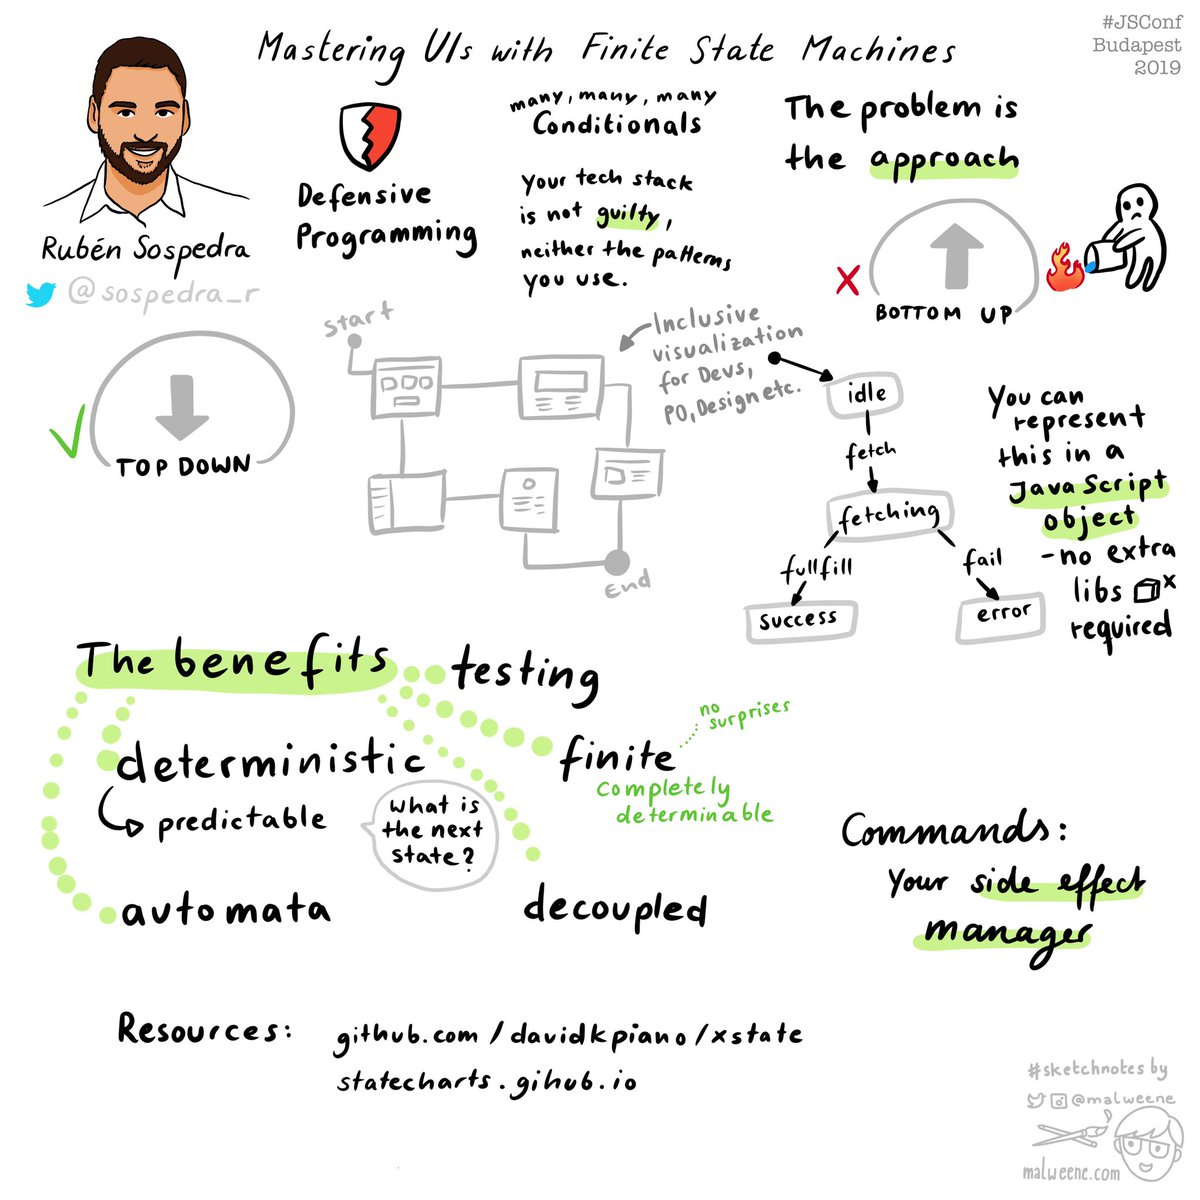 Mastering UIs with Finite State Machines
#JSConf
Budapest
2019
Rubén Sospedra
@sospedra_r
Defensive
Programming
many, many, many
Conditionals
Your tech stack
is not guilty,
neither the patterns
you use.
The problem is
the approach
BOTTOM UP
TOP DOWN
Start
End
Inclusive
visualization
for Devs,
PO, Design etc.
idle
fetch
fetching
fullfill
fail
success
error
You can
represent
this in a
JavaScript
object
- no extra
libs x
required
The benefits
testing
deterministic
predictable
What is
the next
state?
finite
no
surprises
completely
determinable
automata
decoupled
Commands:
Your side effect
manager
Resources:
github.com/davidkpiano/xstate
statecharts.gihub.io
#sketchnotes by
@malweene
malweene.com